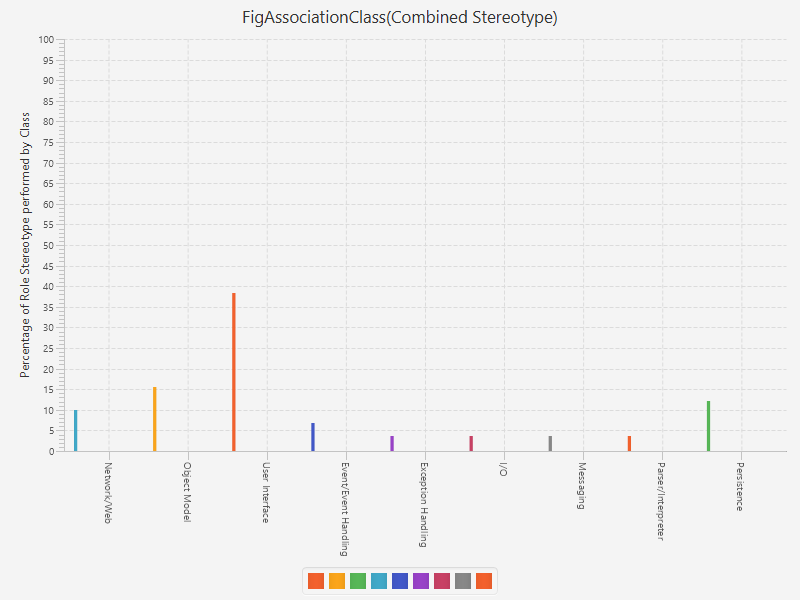 FigAssociationClass(Combined Stereotype)
Percentage of Role Stereotype performed by Class
100
95
90
85
80
75
70
65
60
55
50
45
40
35
30
25
20
15
10
5
0
Network/Web
Object Model
User Interface
Event/Event Handling
Exception Handling
I/O
Messaging
Parser/Interpreter
Persistence